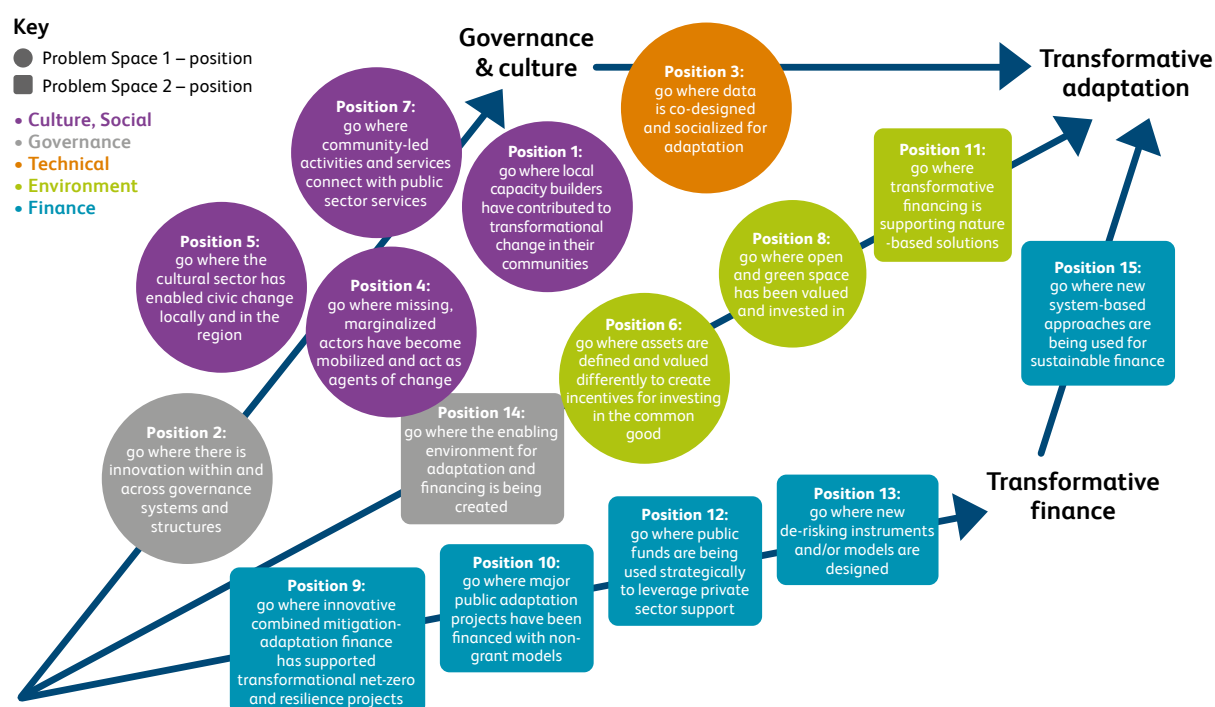 Key
Problem Space 1 – position
Problem Space 2 – position
• Culture, Social
• Governance
• Technical
• Environment
• Finance
Governance
& culture
Transformative
adaptation
Position 3:
go where data
is co-designed
and socialized for
adaptation
Position 7:
go where
community-led
activities and services
connect with public
sector services
Position 1:
go where local
capacity builders
have contributed to
transformational
change in their
communities
Position 11:
go where
transformative
financing is
supporting nature
-based solutions
Position 5:
go where the
cultural sector has
enabled civic change
locally and in the
region
Position 4:
go where missing,
marginalized
actors have become
mobilized and act as
agents of change
Position 8:
go where open
and green space
has been valued
and invested in
Position 15:
go where new
system-based
approaches are
being used for
sustainable finance
Position 6:
go where assets are
defined and valued
differently to create
incentives for investing
in the common
good
Position 2:
go where there is
innovation within and
across governance
systems and
structures
Position 14:
go where the enabling
environment for
adaptation and
financing is being
created
Transformative
finance
Position 13:
go where new
de-risking instruments
and/or models are
designed
Position 12:
go where public
funds are being
used strategically
to leverage private
sector support
Position 10:
go where major
public adaptation
projects have been
financed with non-
grant models
Position 9:
go where innovative
combined mitigation-
adaptation finance
has supported
transformational net-zero
and resilience projects